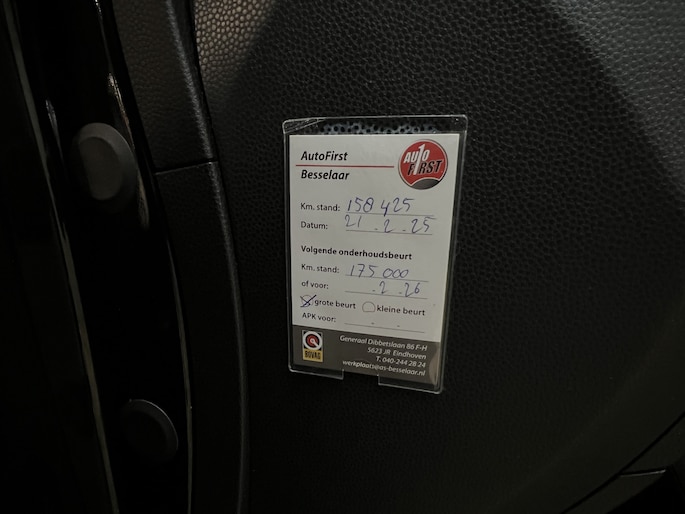 AutoFirst
Besselaar
AUTO
FIRST
Km. stand: 158 425
Datum: 21 . 2 . 25
Volgende onderhoudsbeurt
Km. stand: 175 000
of voor: . 2 . 26
grote beurt kleine beurt
APK voor: . .
BOVAG
Generaal Dibbetslaan 86 F-H
5623 JR Eindhoven
T. 040-244 28 24
werkplaats@as-besselaar.nl